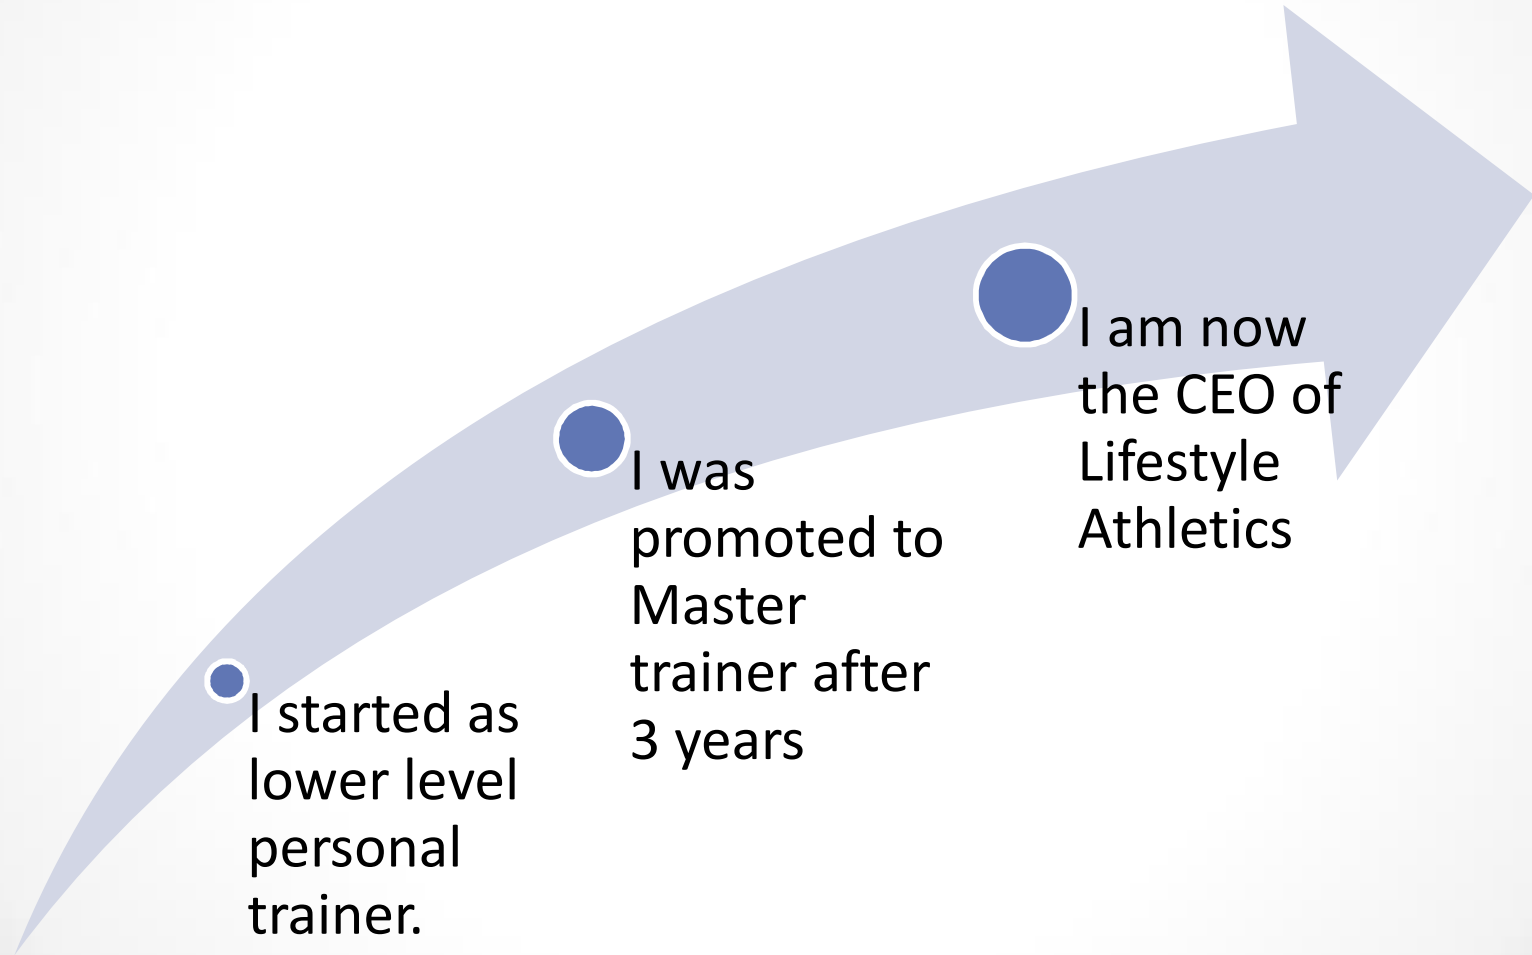 I started as
lower level
personal
trainer.
I was
promoted to
Master
trainer after
3 years
I am now
the CEO of
Lifestyle
Athletics